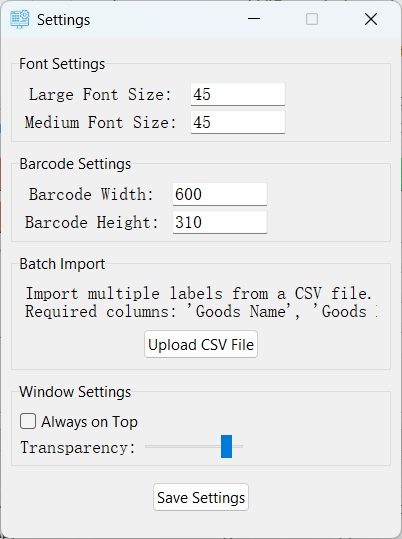 Settings
Font Settings
Large Font Size: 45
Medium Font Size: 45
Barcode Settings
Barcode Width: 600
Barcode Height: 310
Batch Import
Import multiple labels from a CSV file.
Required columns: 'Goods Name', 'Goods
Upload CSV File
Window Settings
Always on Top
Transparency:
Save Settings